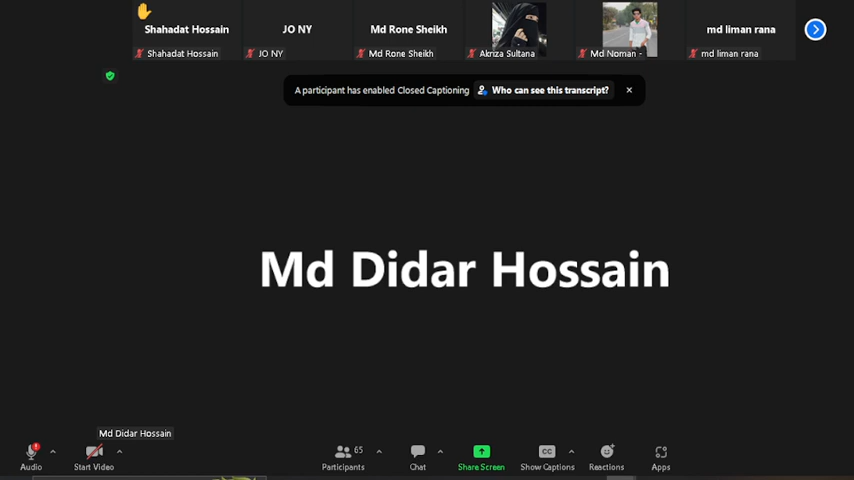 Shahadat Hossain
JO NY
Md Rone Sheikh
md liman rana
Shahadat Hossain
JO NY
Md Rone Sheikh
Akriza Sultana
Md Noman -
md liman rana
A participant has enabled Closed Captioning
Who can see this transcript?
Md Didar Hossain
Md Didar Hossain
65
Audio
Start Video
Participants
Chat
Share Screen
CC
Show Captions
Reactions
Apps